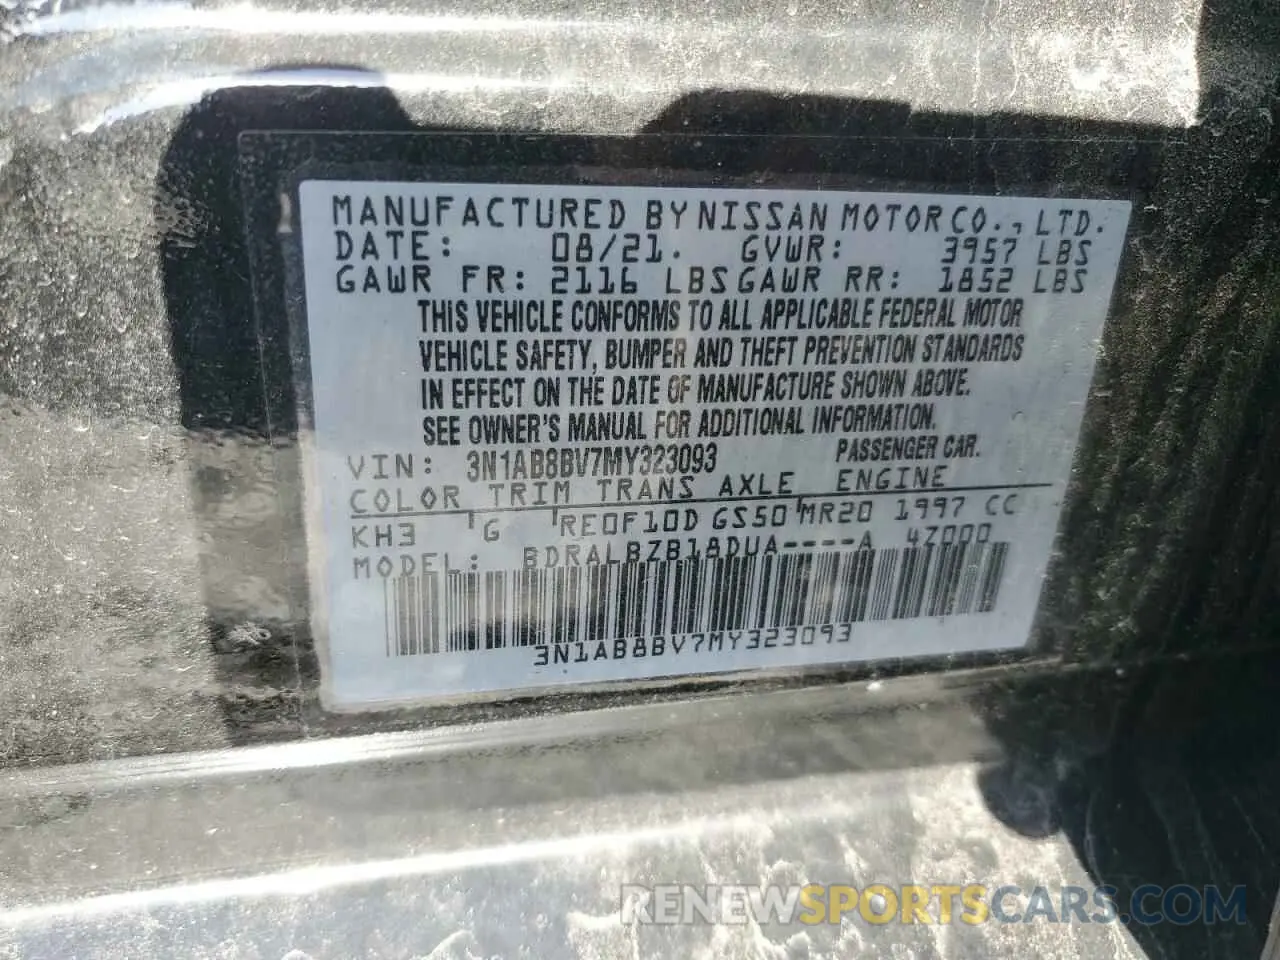 MANUFACTURED BY NISSAN MOTOR CO., LTD.
DATE: 08/21. GVWR: 3957 LBS
GAWR FR: 2116 LBS GAWR RR: 1852 LBS
THIS VEHICLE CONFORMS TO ALL APPLICABLE FEDERAL MOTOR
VEHICLE SAFETY, BUMPER AND THEFT PREVENTION STANDARDS
IN EFFECT ON THE DATE OF MANUFACTURE SHOWN ABOVE.
SEE OWNER'S MANUAL FOR ADDITIONAL INFORMATION.
VIN: 3N1AB8BV7MY323093 PASSENGER CAR.
COLOR TRIM TRANS AXLE ENGINE
KH3 G RE0F10D GS50 MR20 1997 CC
MODEL: BDRALBZB18DUA----A 4Z000
3N1AB8BV7MY323093
RENEWSPORTSCARS.COM